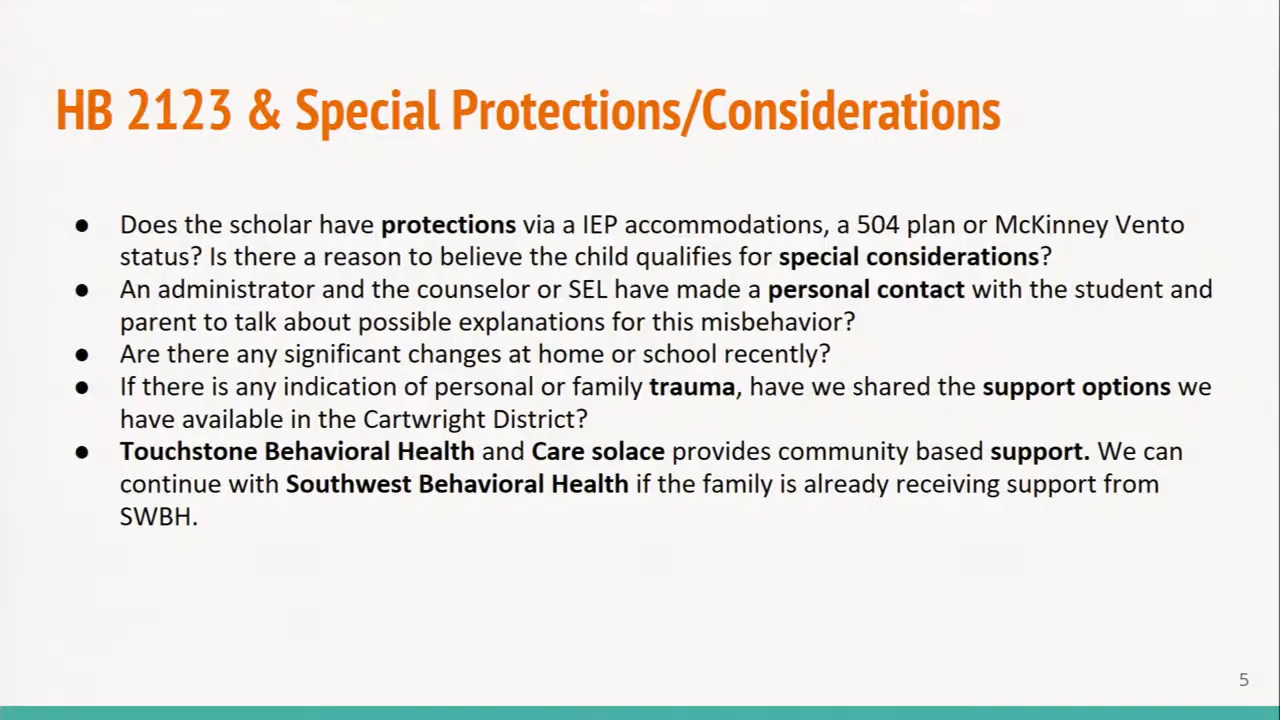 HB 2123 & Special Protections/Considerations
● Does the scholar have protections via a IEP accommodations, a 504 plan or McKinney Vento
status? Is there a reason to believe the child qualifies for special considerations?
● An administrator and the counselor or SEL have made a personal contact with the student and
parent to talk about possible explanations for this misbehavior?
● Are there any significant changes at home or school recently?
● If there is any indication of personal or family trauma, have we shared the support options we
have available in the Cartwright District?
● Touchstone Behavioral Health and Care solace provides community based support. We can
continue with Southwest Behavioral Health if the family is already receiving support from
SWBH.
5